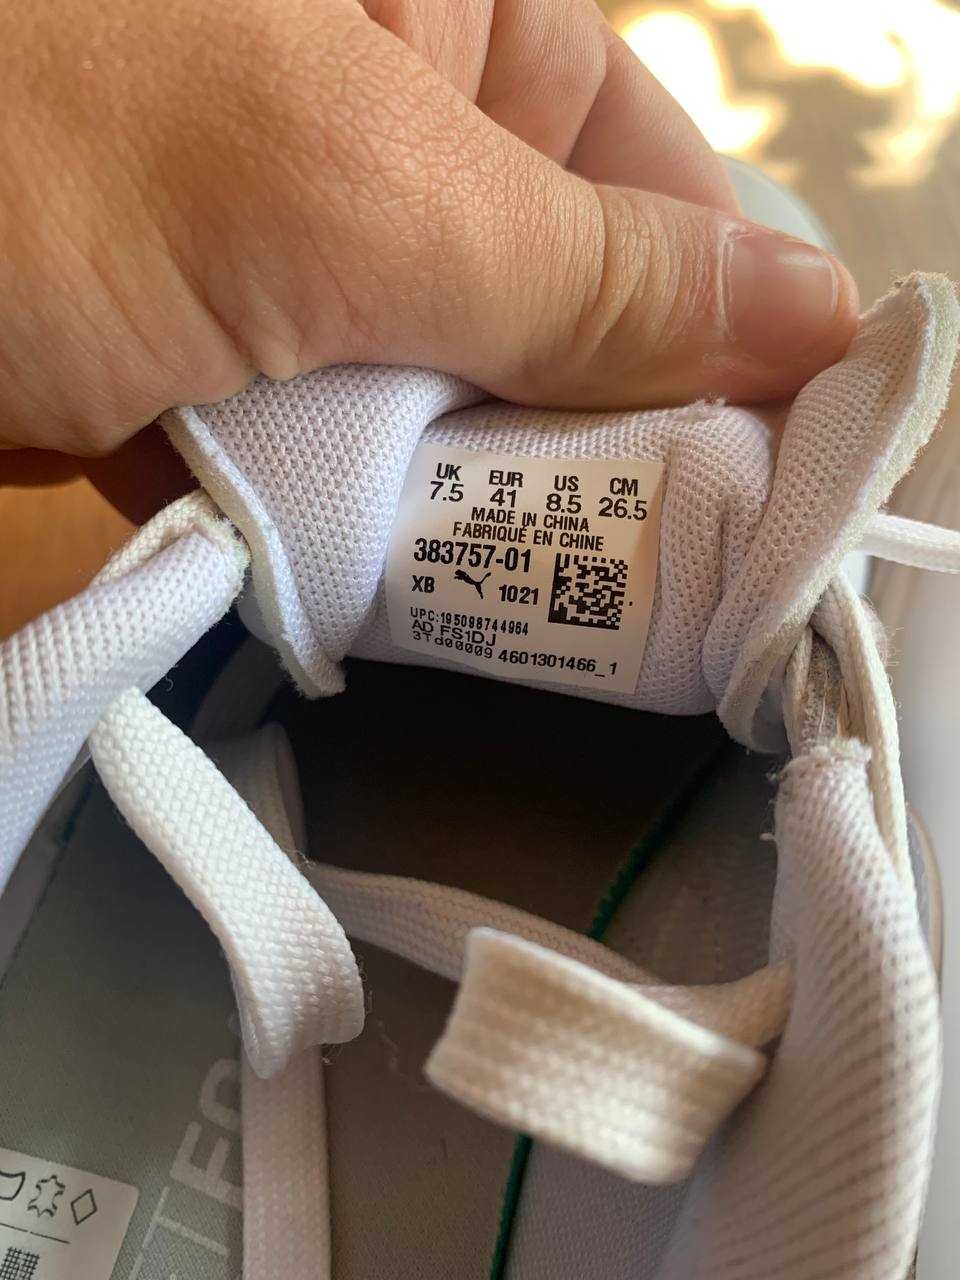 UK EUR US CM
7.5 41 8.5 26.5
MADE IN CHINA
FABRIQUÉ EN CHINE
383757-01
XB 1021
UPC:195098744964
AD FS1DJ
3Td00009 4601301466_1